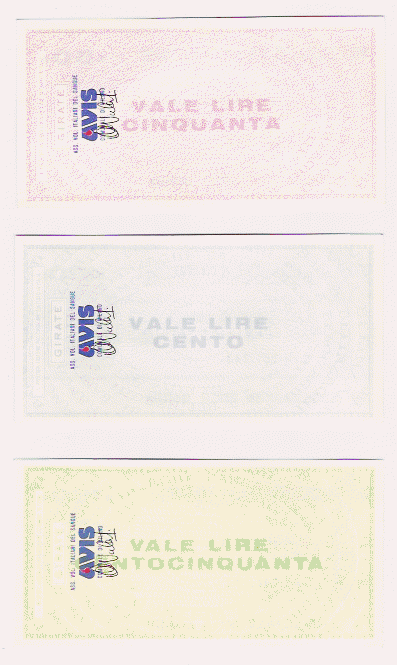 GIRATE
ASS. VOL. ITALIANI DEL SANGUE
AVIS
VALE LIRE
CINQUANTA
GIRATE
ASS. VOL. ITALIANI DEL SANGUE
AVIS
VALE LIRE
CENTO
ASS. VOL. ITALIANI DEL SANGUE
AVIS
VALE LIRE
NTOCINQUANTA